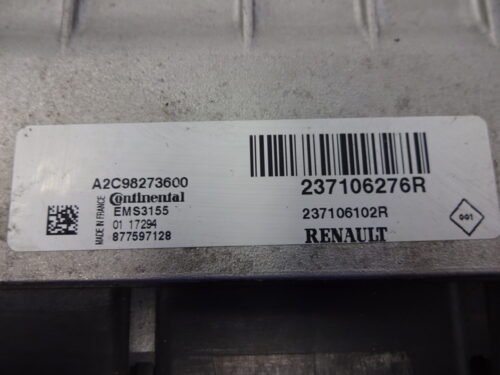 A2C98273600
Continental
EMS3155
01 17294
877597128
MADE IN FRANCE
237106276R
237106102R
RENAULT
001